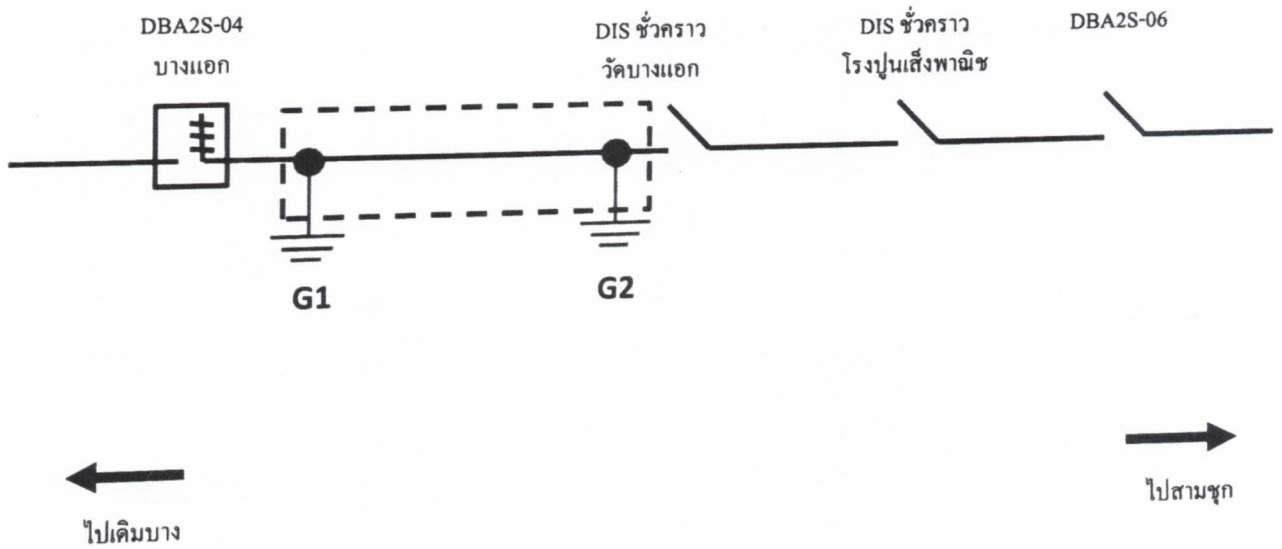 DBA2S-04
บางแอก
DIS ชั่วคราว
วัดบางแอก
DIS ชั่วคราว
โรงปูนเส็งพาณิช
DBA2S-06
G1
G2
ไปเดิมบาง
ไปสามชุก